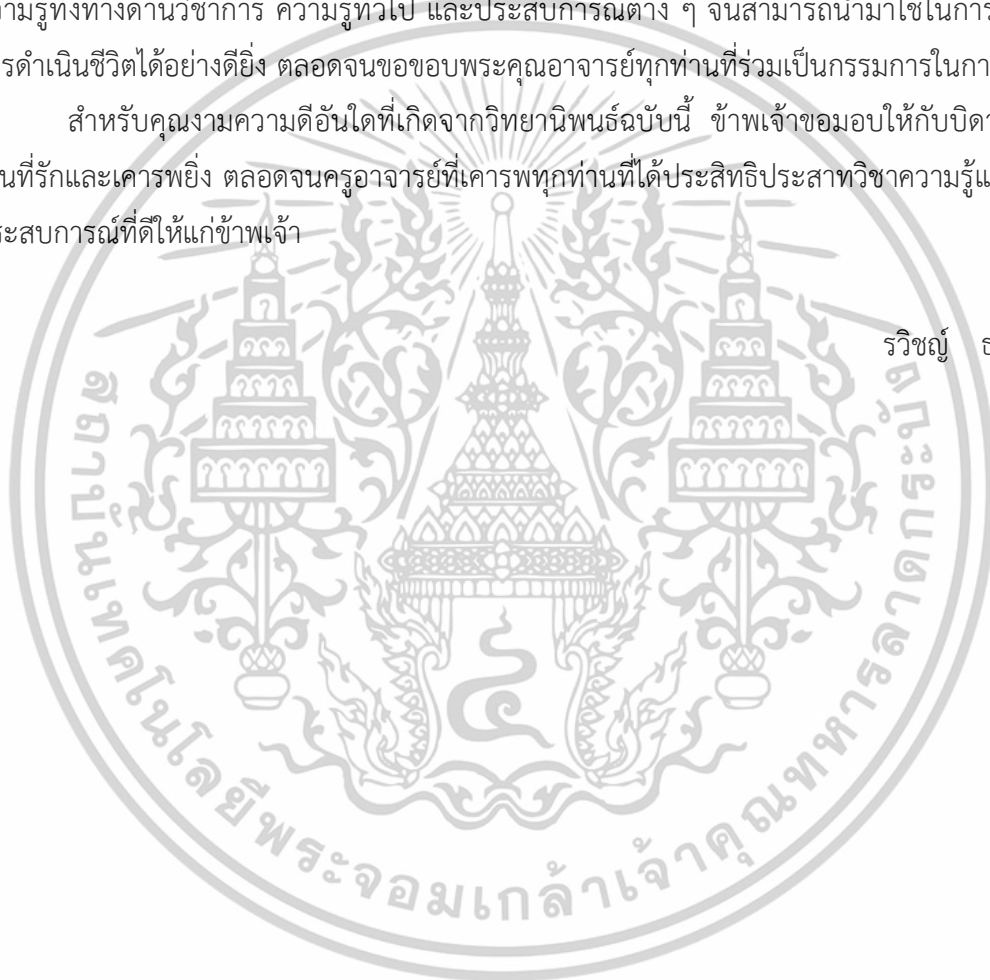 ความรู้ทั้งทางด้านวิชาการ ความรู้ทั่วไป และประสบการณ์ต่าง ๆ จนสามารถนำมาใช้ในการ
รดำเนินชีวิตได้อย่างดียิ่ง ตลอดจนขอขอบพระคุณอาจารย์ทุกท่านที่ร่วมเป็นกรรมการในกา
สำหรับคุณงามความดีอันใดที่เกิดจากวิทยานิพนธ์ฉบับนี้ ข้าพเจ้าขอมอบให้กับบิดา
นที่รักและเคารพยิ่ง ตลอดจนครูอาจารย์ที่เคารพทุกท่านที่ได้ประสิทธิประสาทวิชาความรู้แ
ระสบการณ์ที่ดีให้แก่ข้าพเจ้า
รวิชญ์ ธ
สถาบันเทคโนโลยีพระจอมเกล้าเจ้าคุณทหารลาดกระบัง
๔